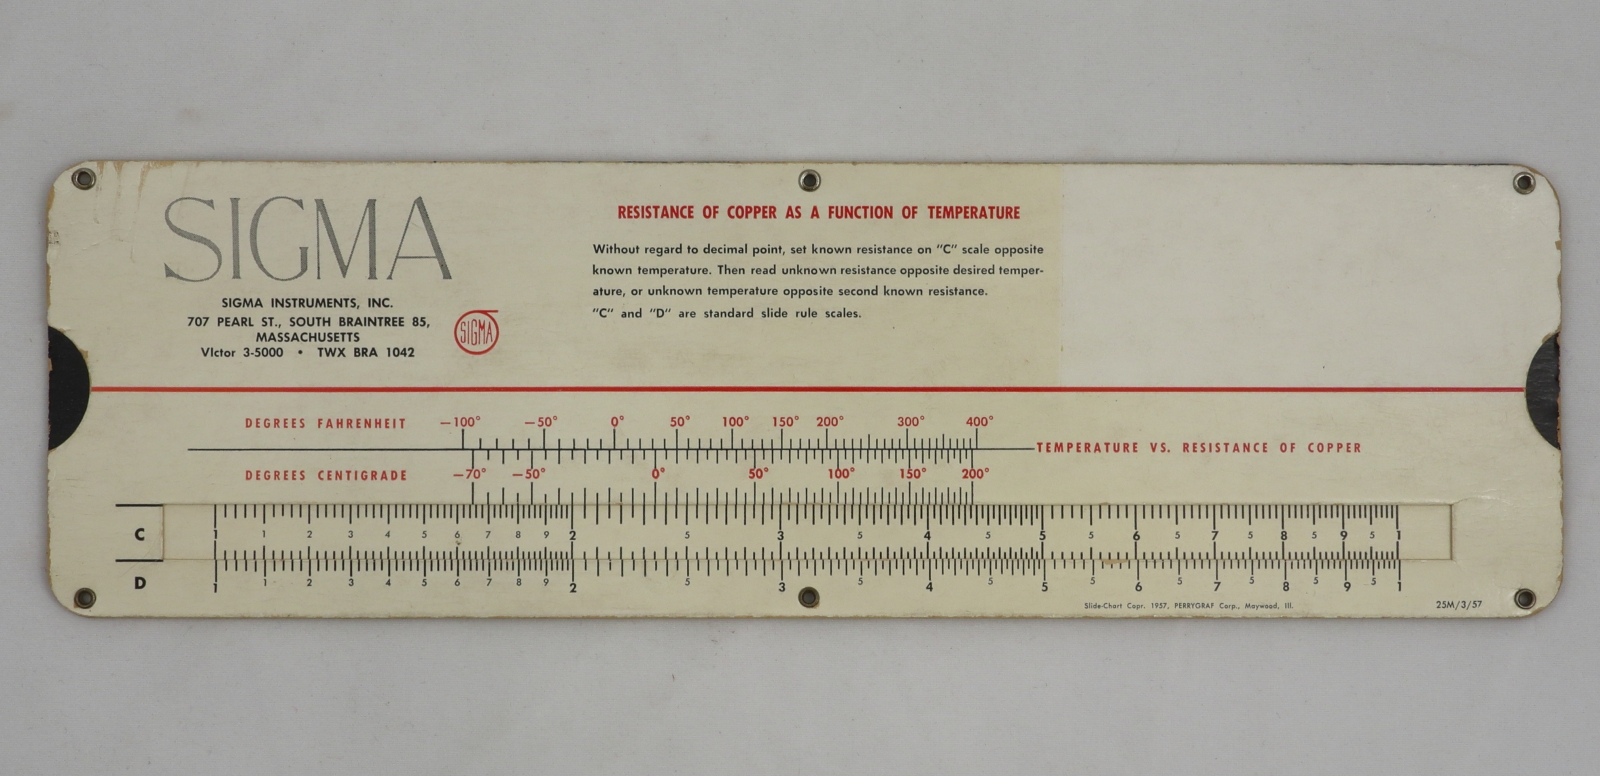 SIGMA
SIGMA INSTRUMENTS, INC.
707 PEARL ST., SOUTH BRAINTREE 85,
MASSACHUSETTS
VIctor 3-5000 • TWX BRA 1042
SIGMA
RESISTANCE OF COPPER AS A FUNCTION OF TEMPERATURE
Without regard to decimal point, set known resistance on "C" scale opposite
known temperature. Then read unknown resistance opposite desired temper-
ature, or unknown temperature opposite second known resistance.
"C" and "D" are standard slide rule scales.
DEGREES FAHRENHEIT -100° -50° 0° 50° 100° 150° 200° 300° 400°
TEMPERATURE VS. RESISTANCE OF COPPER
DEGREES CENTIGRADE -70° -50° 0° 50° 100° 150° 200°
C 1 1 2 3 4 5 6 7 8 9 2 5 3 5 4 5 5 5 6 5 7 5 8 5 9 5 1
D 1 1 2 3 4 5 6 7 8 9 2 5 3 5 4 5 5 5 6 5 7 5 8 5 9 5 1
Slide-Chart Copr. 1957, PERRYGRAF Corp., Maywood, Ill.
25M/3/57